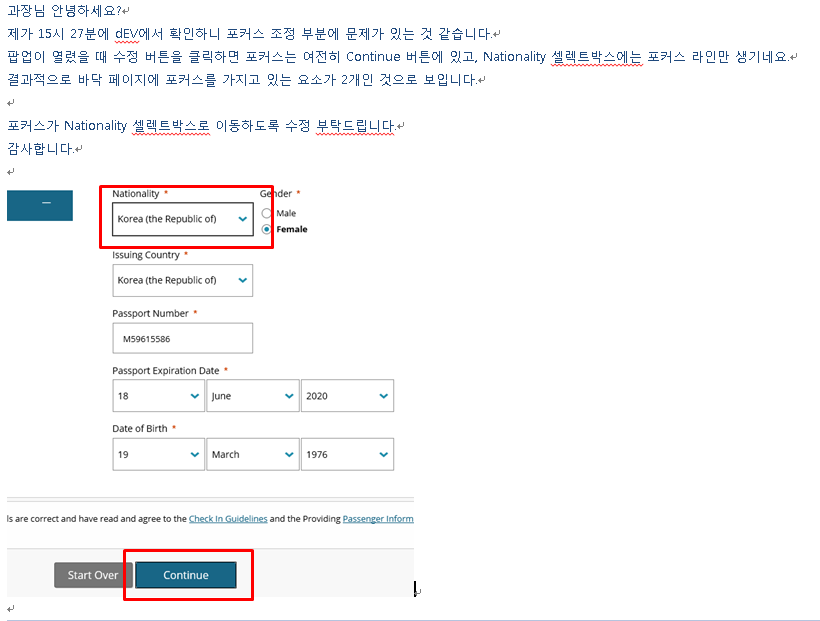 과장님 안녕하세요?
제가 15시 27분에 dEV에서 확인하니 포커스 조정 부분에 문제가 있는 것 같습니다.
팝업이 열렸을 때 수정 버튼을 클릭하면 포커스는 여전히 Continue 버튼에 있고, Nationality 셀렉트박스에는 포커스 라인만 생기네요.
결과적으로 바닥 페이지에 포커스를 가지고 있는 요소가 2개인 것으로 보입니다.
포커스가 Nationality 셀렉트박스로 이동하도록 수정 부탁드립니다.
감사합니다.
Nationality * Gender *
Korea (the Republic of) Male
Female
Issuing Country *
Korea (the Republic of)
Passport Number *
M59615586
Passport Expiration Date *
18 June 2020
Date of Birth *
19 March 1976
ls are correct and have read and agree to the Check In Guidelines and the Providing Passenger Inform
Start Over Continue